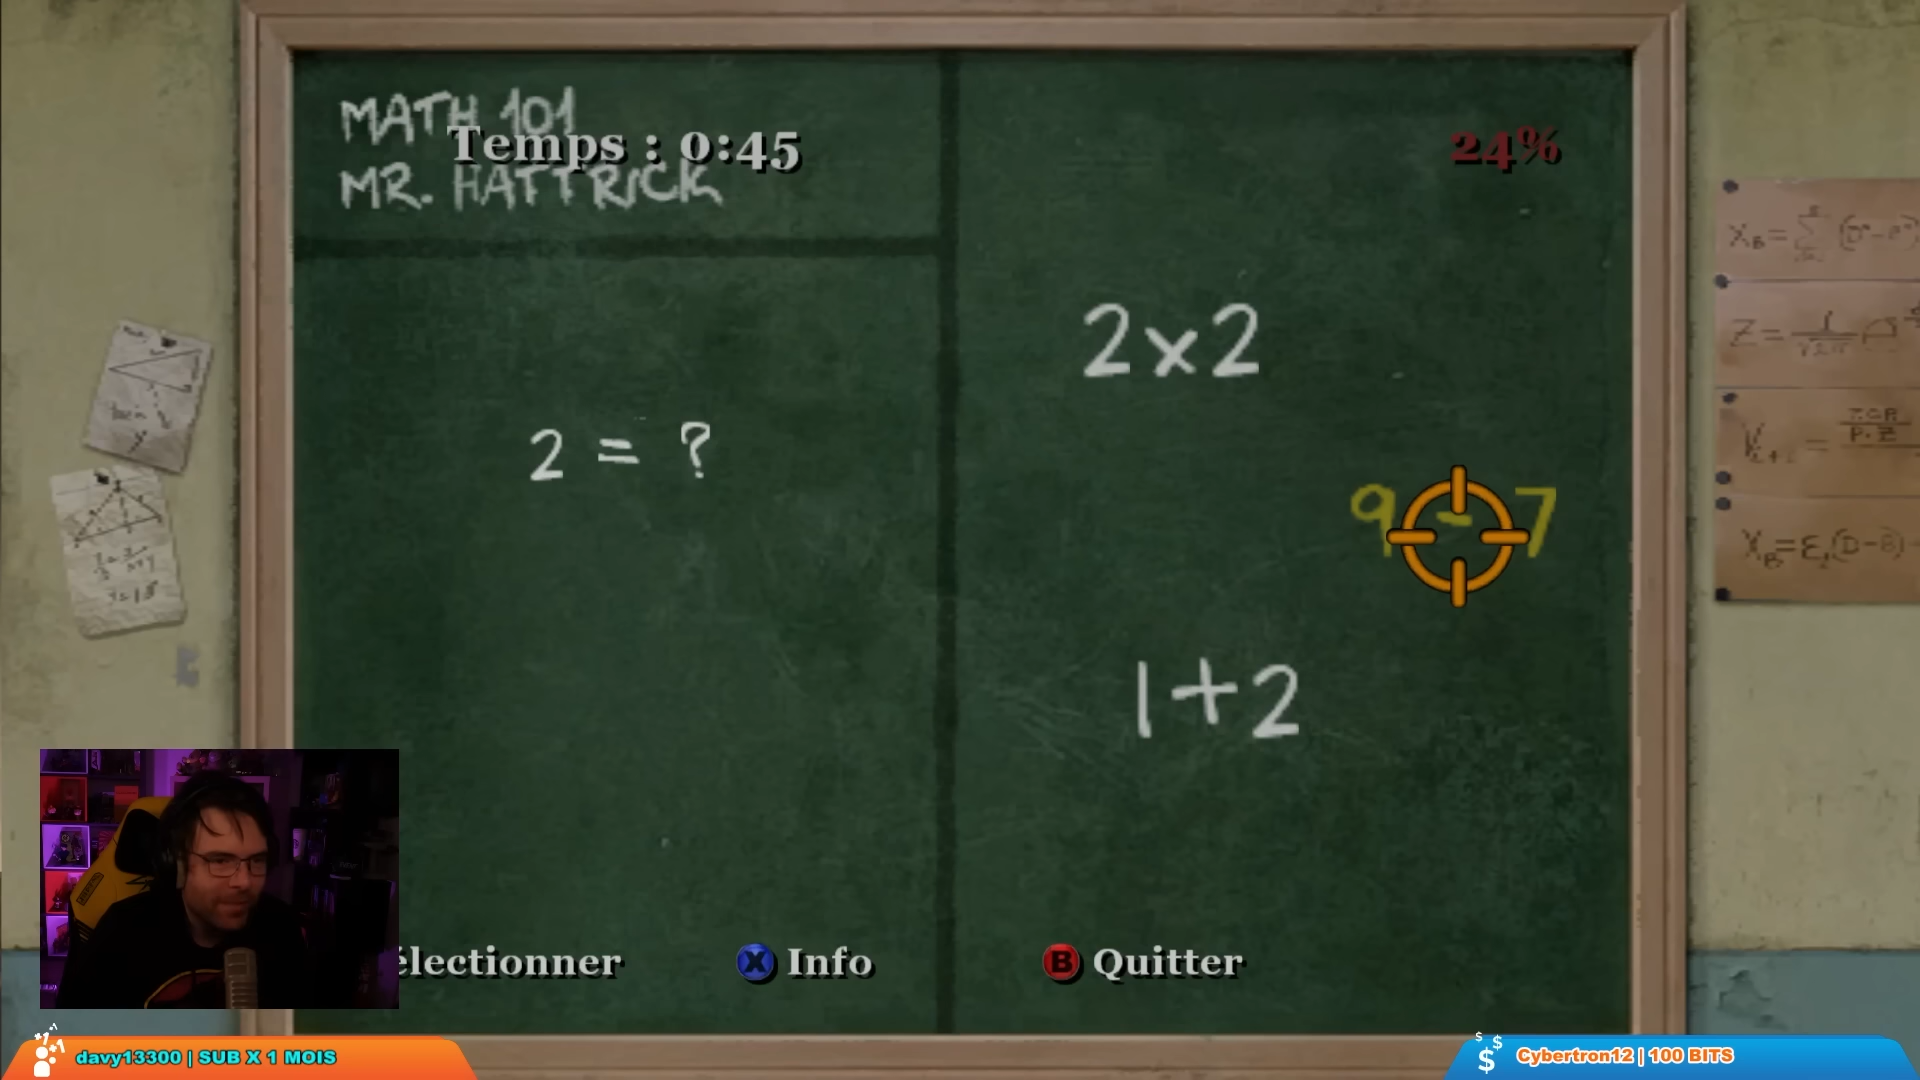 MATH 101
Temps : 0:45
24%
MR. HATTRICK
2 = ?
2x2
9 - 7
1+2
électionner
X Info
B Quitter
davy13300 | SUB X 1 MOIS
Cybertron12 | 100 BITS